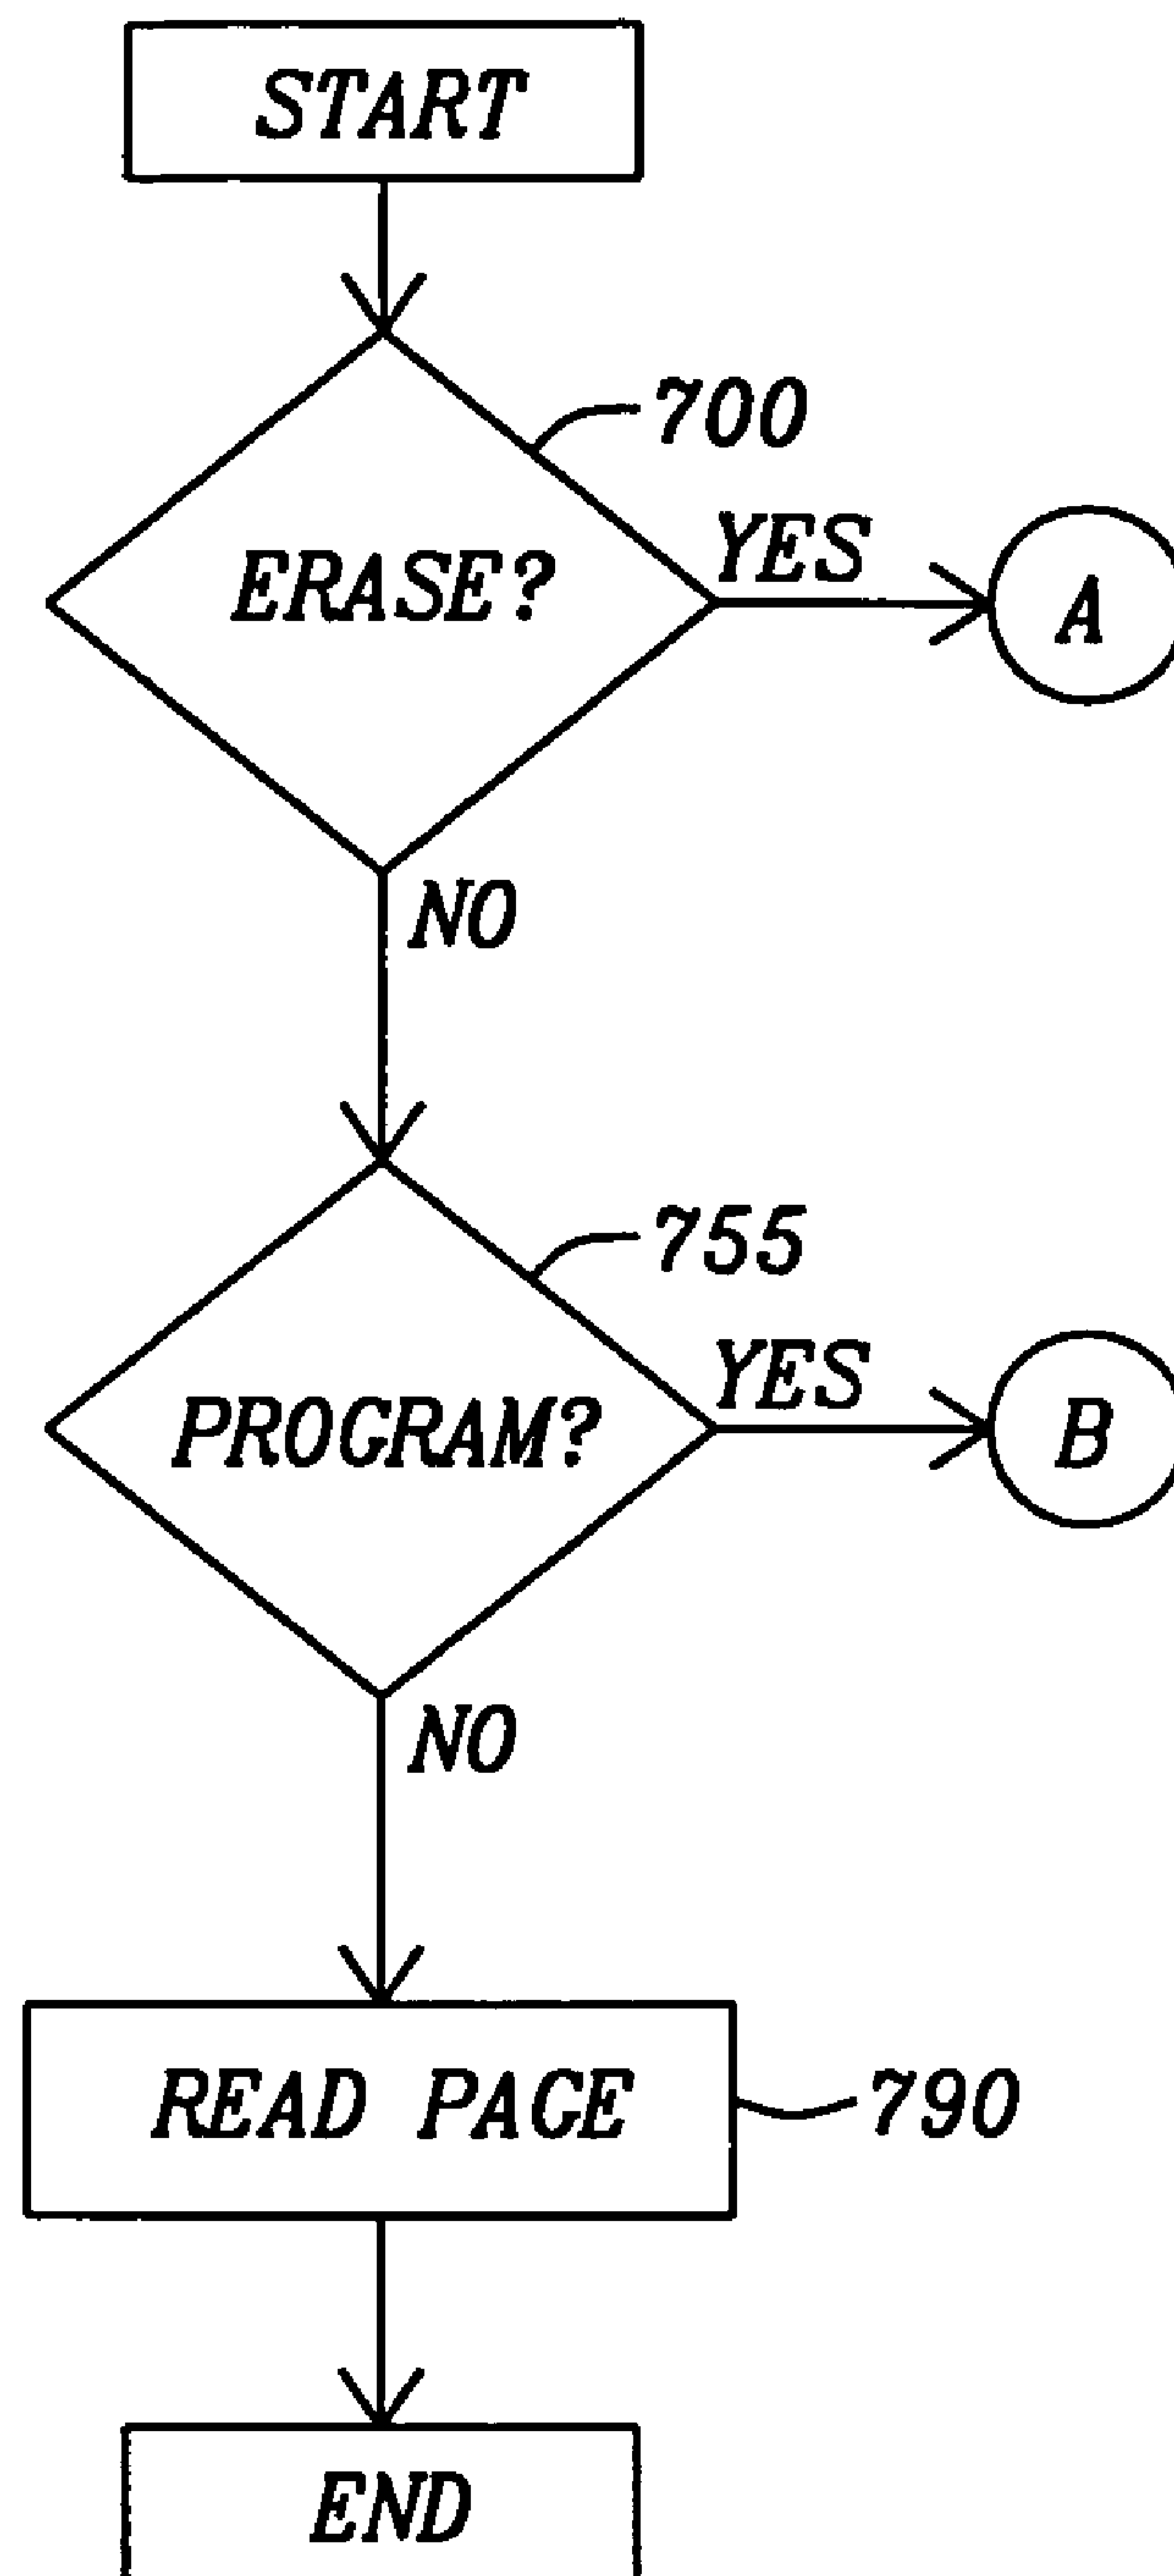 START
700
ERASE?
YES
A
NO
755
PROGRAM?
YES
B
NO
READ PAGE
790
END